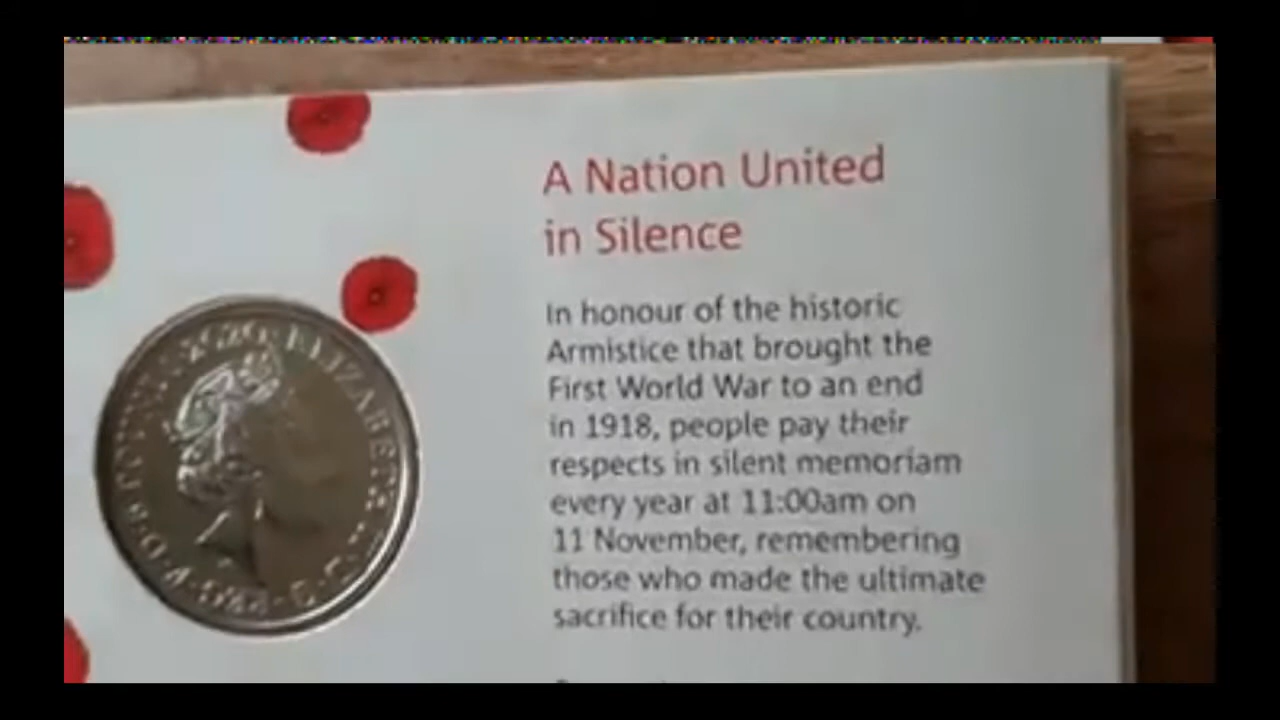 A Nation United
in Silence
In honour of the historic
Armistice that brought the
First World War to an end
in 1918, people pay their
respects in silent memoriam
every year at 11:00am on
11 November, remembering
those who made the ultimate
sacrifice for their country.
ELIZABETH II · D · G · REG · F · D ·